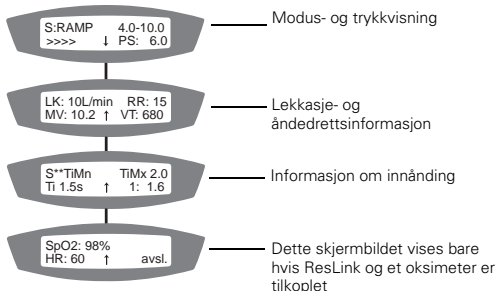 S:RAMP 4.0-10.0
>>>> ↓ PS: 6.0
Modus- og trykkvisning
LK: 10L/min RR: 15
MV: 10.2 ↑ VT: 680
Lekkasje- og
åndedrettsinformasjon
S**TiMn TiMx 2.0
Ti 1.5s ↑ 1: 1.6
Informasjon om innånding
SpO2: 98%
HR: 60 ↑ avsl.
Dette skjermbildet vises bare
hvis ResLink og et oksimeter er
tilkoplet